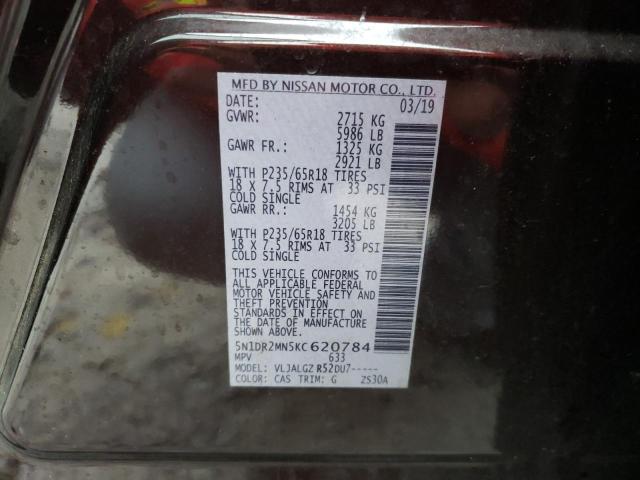 MFD BY NISSAN MOTOR CO., LTD.
DATE: 03/19
GVWR: 2715 KG
5986 LB
GAWR FR.: 1325 KG
2921 LB
WITH P235/65R18 TIRES
18 X 7.5 RIMS AT 33 PSI
COLD SINGLE
GAWR RR.: 1454 KG
3205 LB
WITH P235/65R18 TIRES
18 X 7.5 RIMS AT 33 PSI
COLD SINGLE
THIS VEHICLE CONFORMS TO
ALL APPLICABLE FEDERAL
MOTOR VEHICLE SAFETY AND
THEFT PREVENTION
STANDARDS IN EFFECT ON
THE DATE OF MANUFACTURE
SHOWN ABOVE.
5N1DR2MN5KC620784
MPV 633
MODEL: VLJALGZ R52DU7-----
COLOR: CAS TRIM: G ZS30A